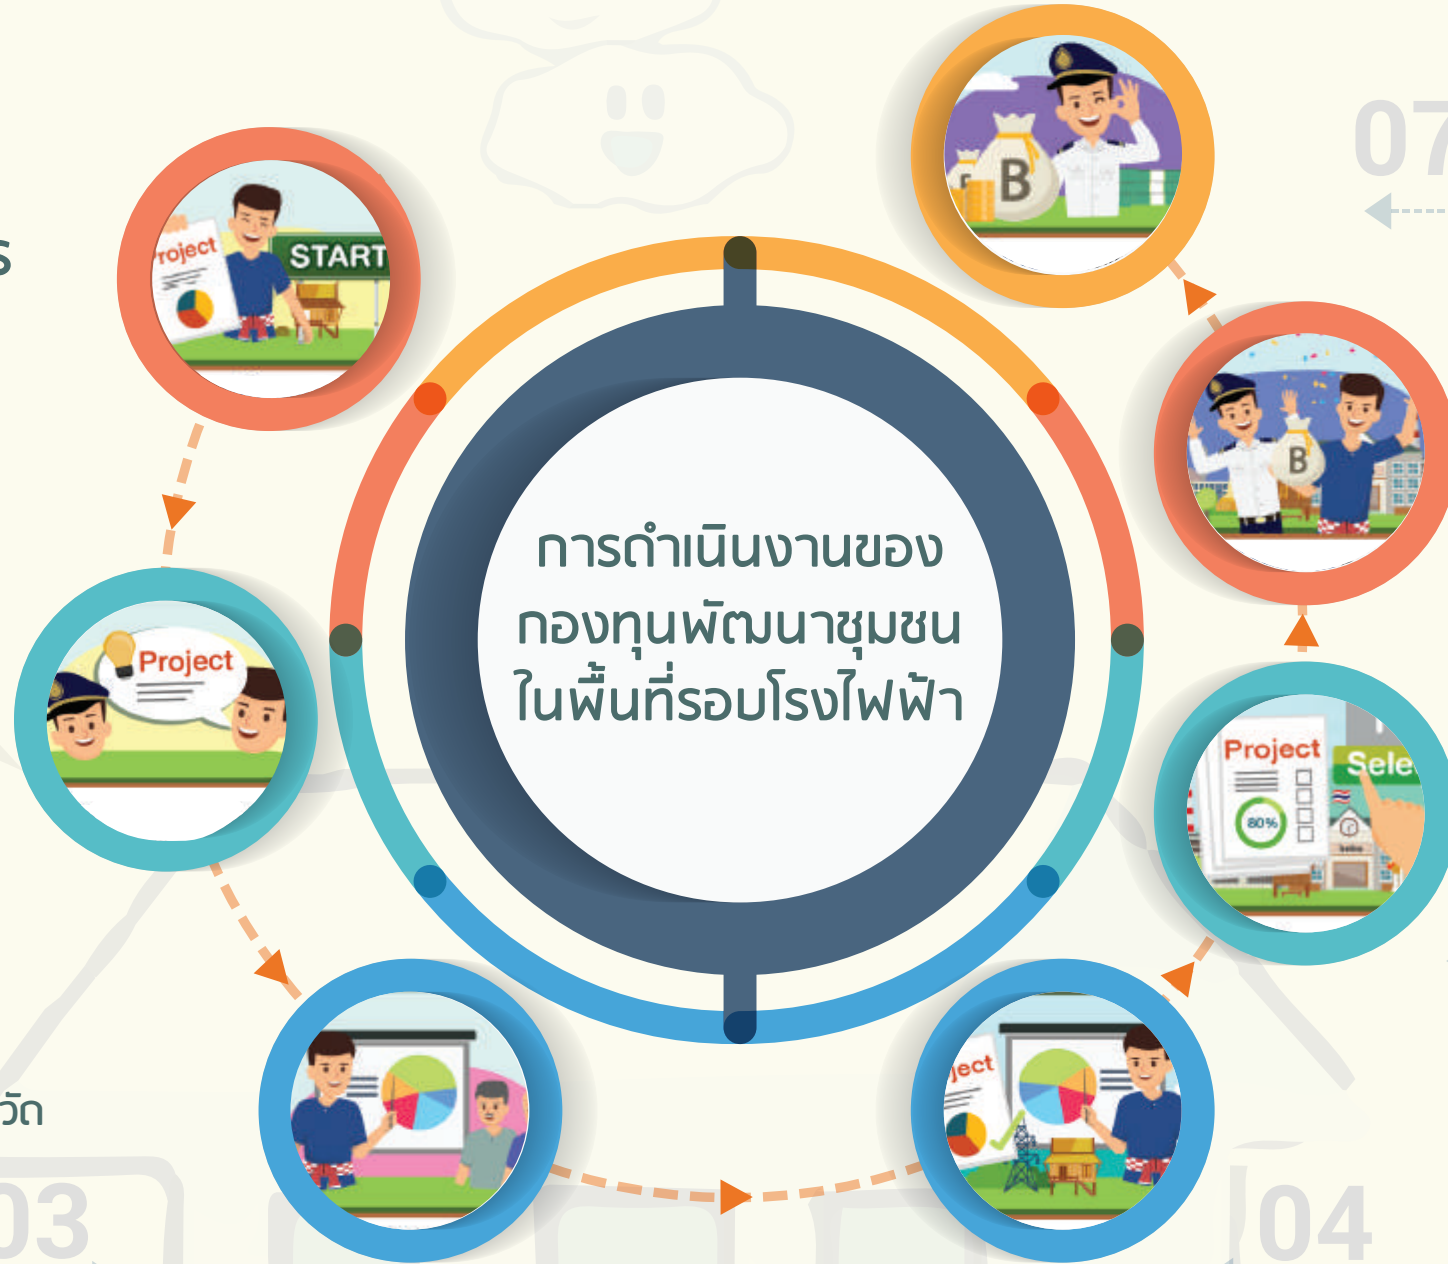 07
ร
roject
START
B
B
การดำเนินงานของ
กองทุนพัฒนาชุมชน
ในพื้นที่รอบโรงไฟฟ้า
Project
Project
Sele
80%
ject
วัด
03
04